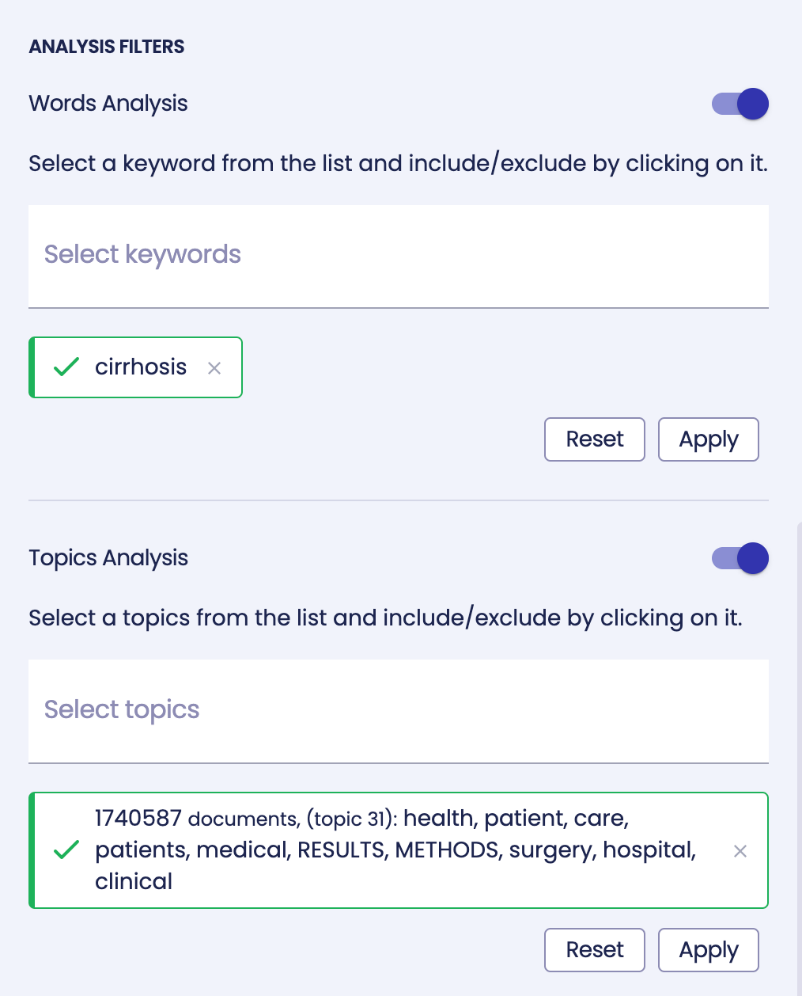 ANALYSIS FILTERS
Words Analysis
Select a keyword from the list and include/exclude by clicking on it.
Select keywords
cirrhosis
Reset Apply
Topics Analysis
Select a topics from the list and include/exclude by clicking on it.
Select topics
1740587 documents, (topic 31): health, patient, care,
patients, medical, RESULTS, METHODS, surgery, hospital,
clinical
Reset Apply